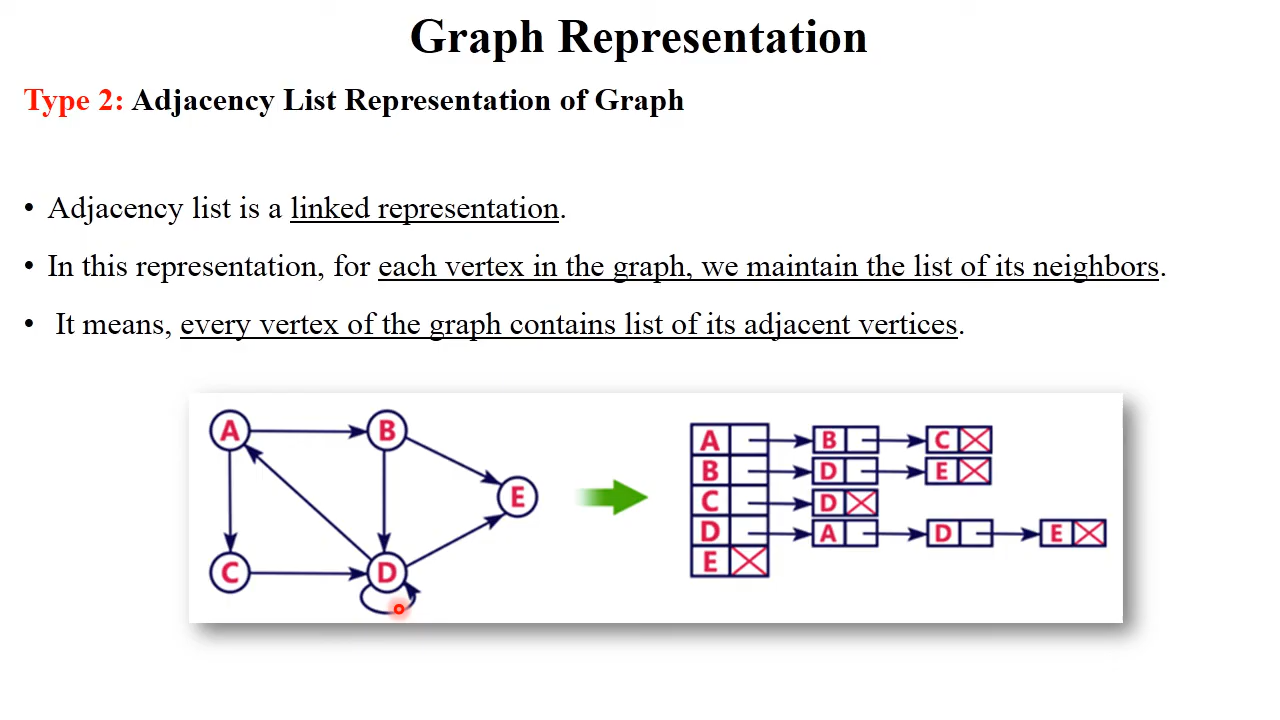 Graph Representation
Type 2: Adjacency List Representation of Graph
• Adjacency list is a linked representation.
• In this representation, for each vertex in the graph, we maintain the list of its neighbors.
• It means, every vertex of the graph contains list of its adjacent vertices.
A B
E
C D
A B C
B D E
C D
D A D E
E